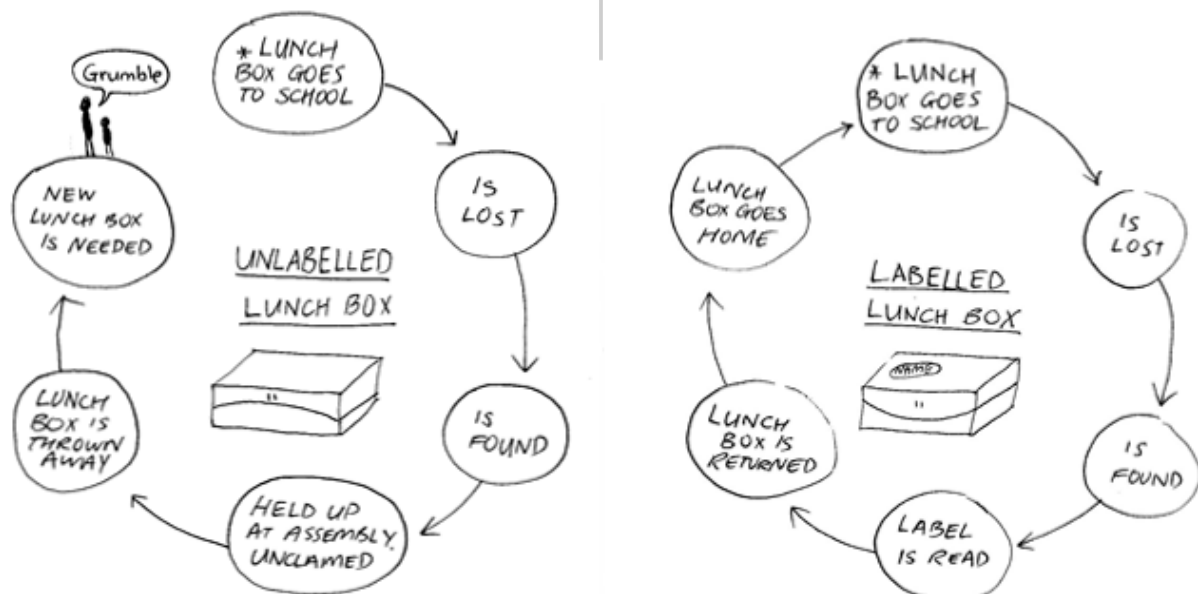 * LUNCH
BOX GOES
TO SCHOOL
IS
LOST
IS
FOUND
HELD UP
AT ASSEMBLY.
UNCLAIMED
LUNCH
BOX IS
THROWN
AWAY
NEW
LUNCH BOX
IS NEEDED
Grumble
UNLABELLED
LUNCH BOX
* LUNCH
BOX GOES
TO SCHOOL
IS
LOST
IS
FOUND
LABEL
IS READ
LUNCH
BOX IS
RETURNED
LUNCH
BOX GOES
HOME
LABELLED
LUNCH BOX
NAME